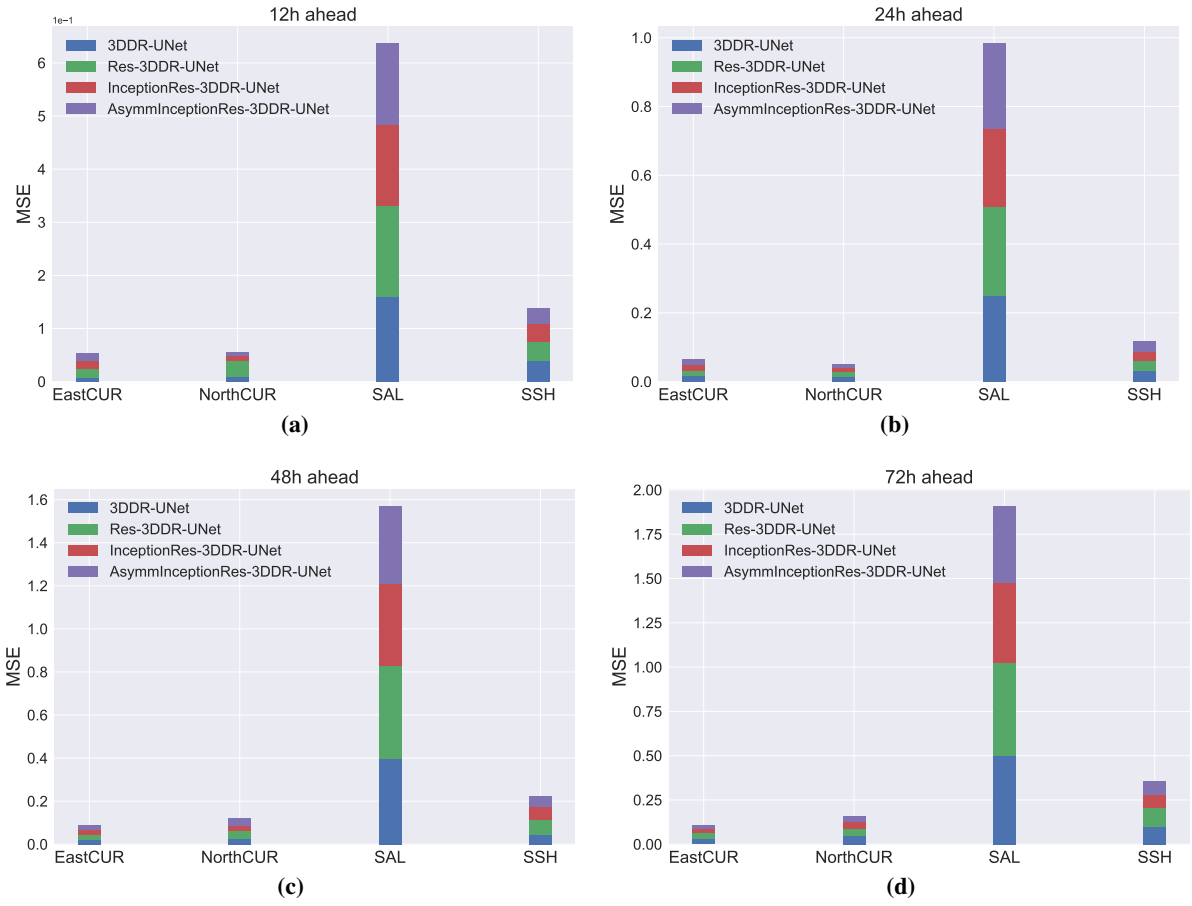 12h ahead
1e−1
6
5
4
3
2
1
0
MSE
3DDR-UNet
Res-3DDR-UNet
InceptionRes-3DDR-UNet
AsymmInceptionRes-3DDR-UNet
EastCUR NorthCUR SAL SSH
(a)
24h ahead
1.0
0.8
0.6
0.4
0.2
0.0
MSE
3DDR-UNet
Res-3DDR-UNet
InceptionRes-3DDR-UNet
AsymmInceptionRes-3DDR-UNet
EastCUR NorthCUR SAL SSH
(b)
48h ahead
1.6
1.4
1.2
1.0
0.8
0.6
0.4
0.2
0.0
MSE
3DDR-UNet
Res-3DDR-UNet
InceptionRes-3DDR-UNet
AsymmInceptionRes-3DDR-UNet
EastCUR NorthCUR SAL SSH
(c)
72h ahead
2.00
1.75
1.50
1.25
1.00
0.75
0.50
0.25
0.00
MSE
3DDR-UNet
Res-3DDR-UNet
InceptionRes-3DDR-UNet
AsymmInceptionRes-3DDR-UNet
EastCUR NorthCUR SAL SSH
(d)